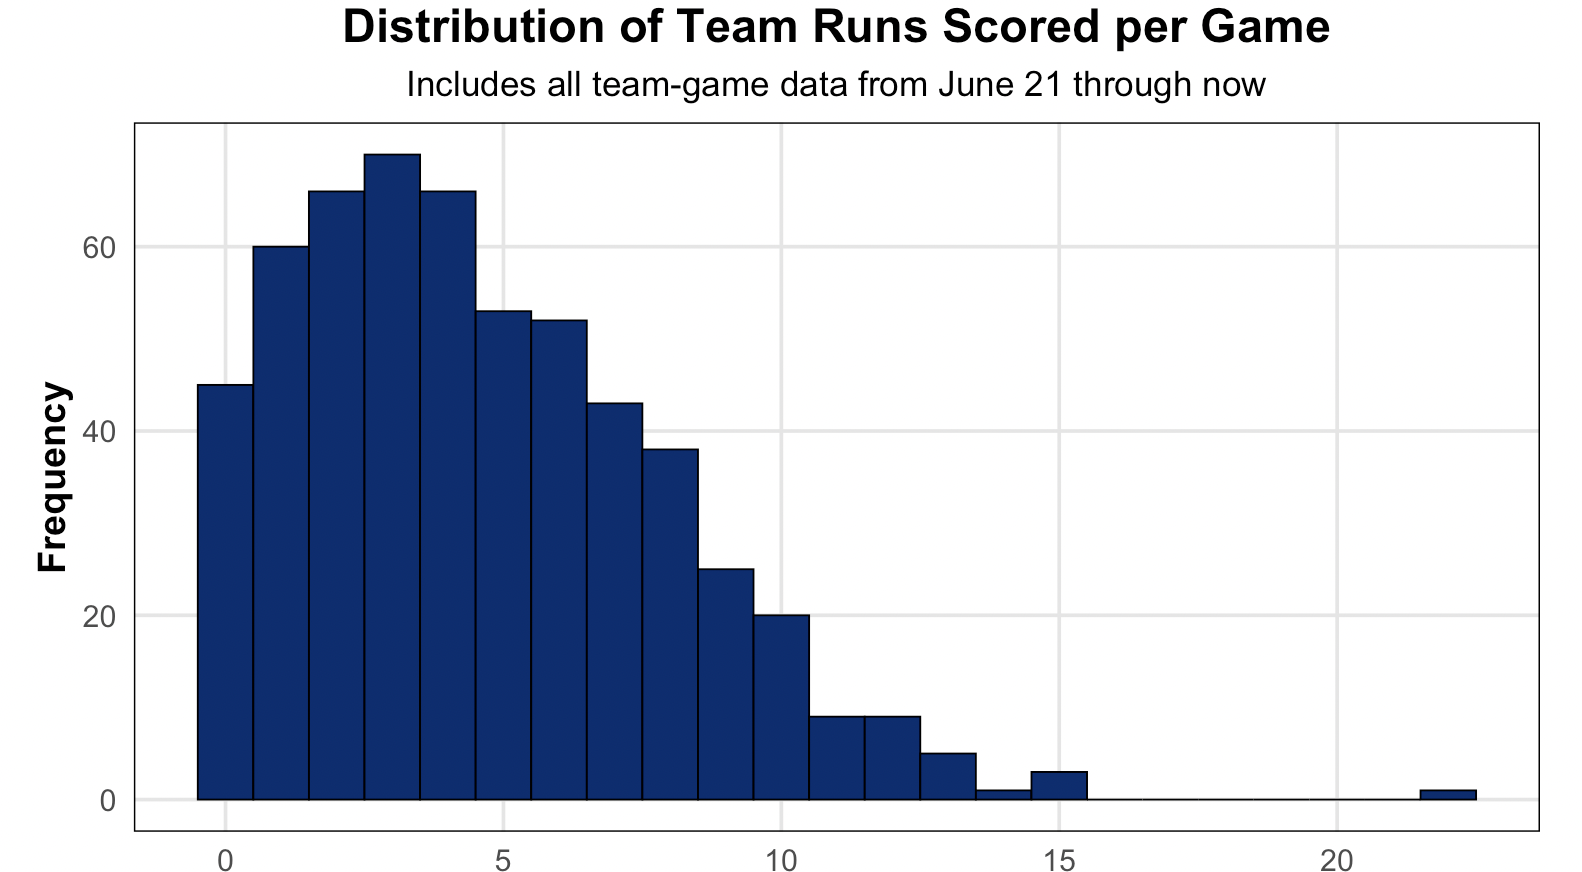 Distribution of Team Runs Scored per Game
Includes all team-game data from June 21 through now
Frequency
60
40
20
0
0 5 10 15 20